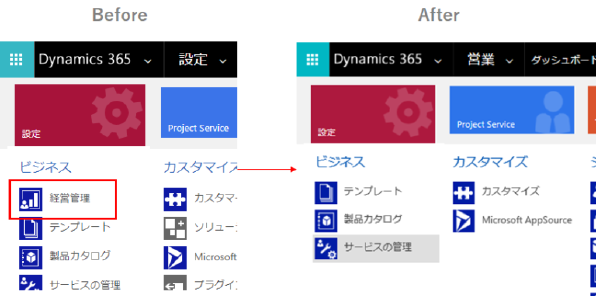 Before
After
Dynamics 365
設定
Dynamics 365
営業
ダッシュボート
設定
Project Service
設定
Project Service
ビジネス
カスタマイズ
ビジネス
カスタマイズ
経営管理
カスタマ
テンプレート
カスタマイズ
テンプレート
ソリュー
製品カタログ
Microsoft AppSource
製品カタログ
Microsoft
サービスの管理
サービスの管理
プラグイ